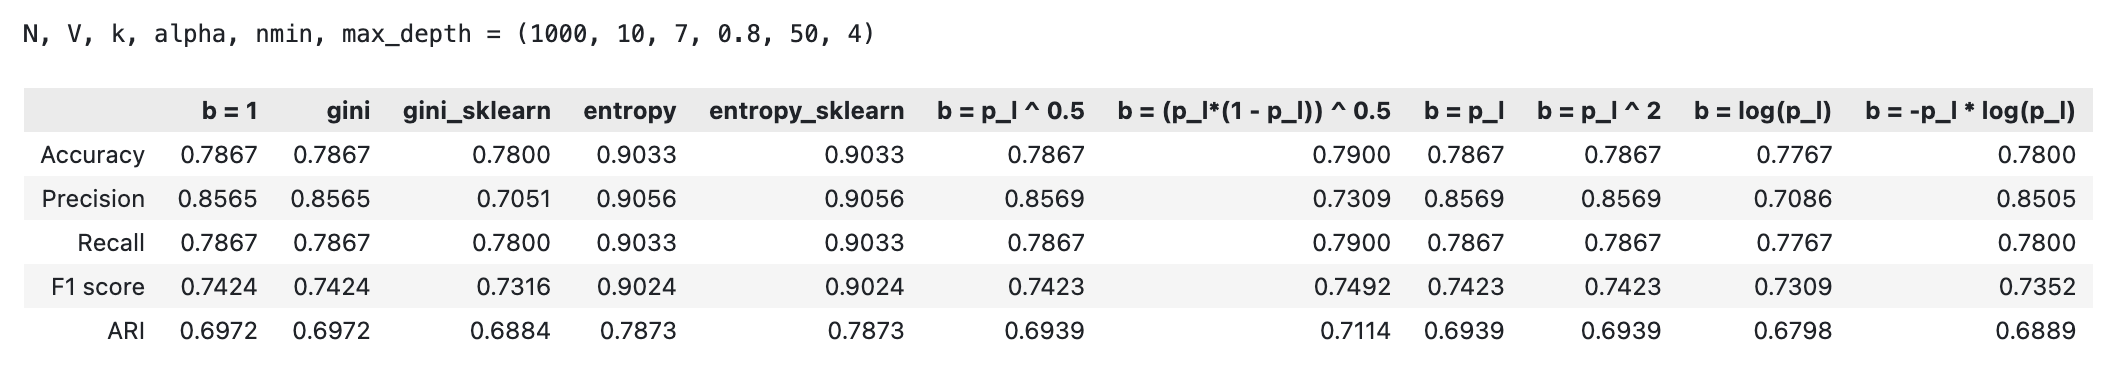 N, V, k, alpha, nmin, max_depth = (1000, 10, 7, 0.8, 50, 4)
b = 1 gini gini_sklearn entropy entropy_sklearn b = p_l ^ 0.5 b = (p_l*(1 - p_l)) ^ 0.5 b = p_l b = p_l ^ 2 b = log(p_l) b = -p_l * log(p_l)
Accuracy 0.7867 0.7867 0.7800 0.9033 0.9033 0.7867 0.7900 0.7867 0.7867 0.7767 0.7800
Precision 0.8565 0.8565 0.7051 0.9056 0.9056 0.8569 0.7309 0.8569 0.8569 0.7086 0.8505
Recall 0.7867 0.7867 0.7800 0.9033 0.9033 0.7867 0.7900 0.7867 0.7867 0.7767 0.7800
F1 score 0.7424 0.7424 0.7316 0.9024 0.9024 0.7423 0.7492 0.7423 0.7423 0.7309 0.7352
ARI 0.6972 0.6972 0.6884 0.7873 0.7873 0.6939 0.7114 0.6939 0.6939 0.6798 0.6889